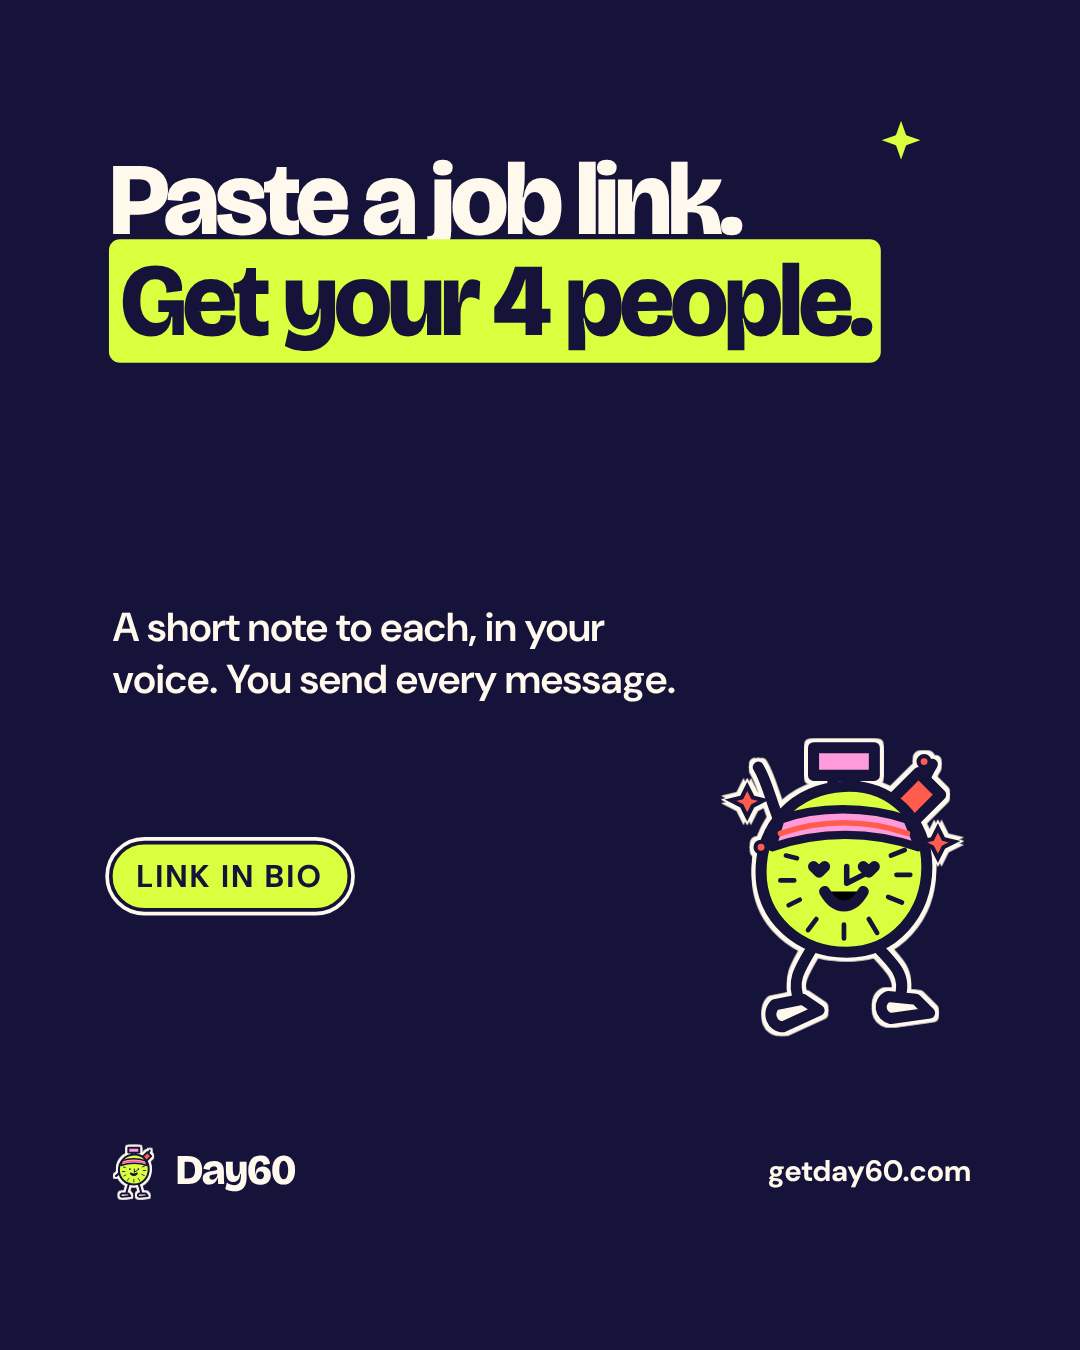 Paste a job link.
Get your 4 people.
A short note to each, in your
voice. You send every message.
LINK IN BIO
Day60
getday60.com